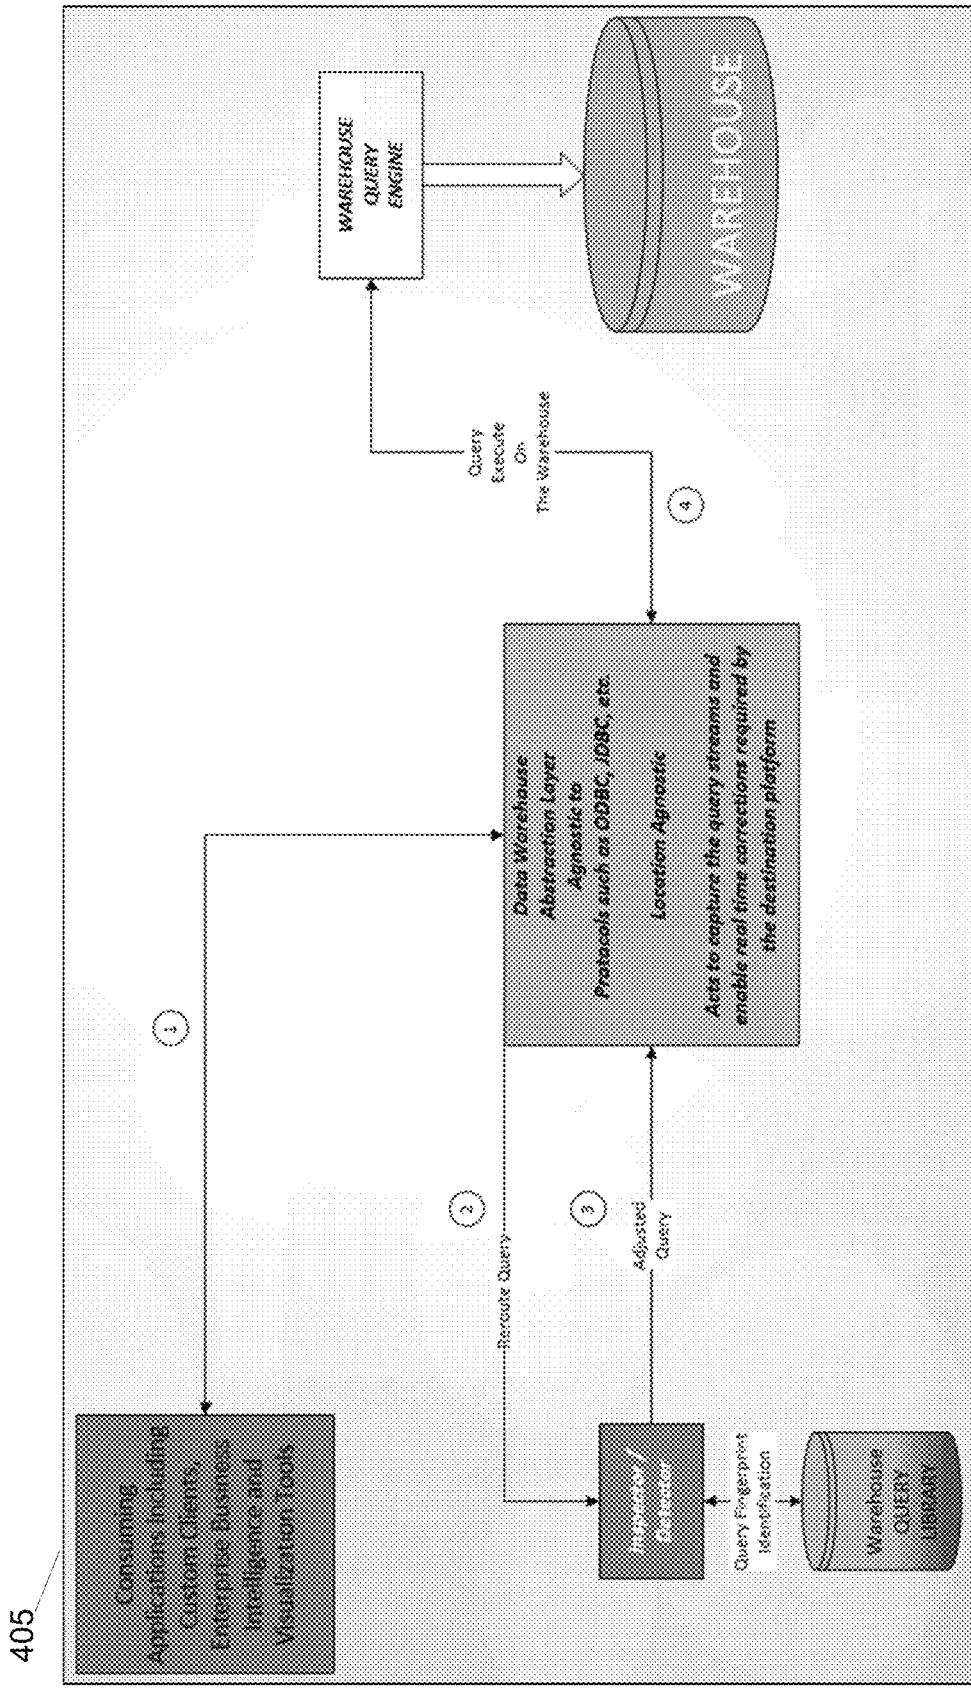 405
Consuming
Applications Including
Custom Clients,
Enterprise Business
Intelligence and
Visualization Tools
1
2
Reroute Query
3
Adjusted
Query
Inspector/
Query Fingerprint
Identification
Warehouse
QUERY
LIBRARY
Data Warehouse
Abstraction Layer
Agnostic to
Protocols such as ODBC, JDBC, etc.
Location Agnostic
Acts to capture the query streams and
enable real time corrections required by
the destination platform
4
Query
Execute
On
The Warehouse
WAREHOUSE
QUERY
ENGINE
WAREHOUSE